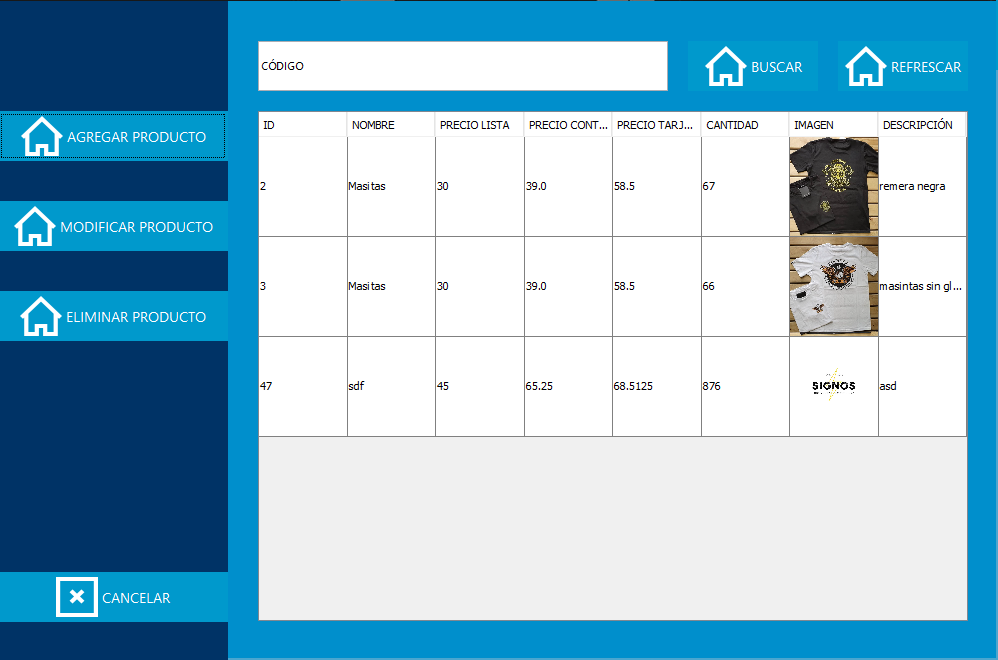 CÓDIGO
BUSCAR
REFRESCAR
AGREGAR PRODUCTO
MODIFICAR PRODUCTO
ELIMINAR PRODUCTO
CANCELAR
ID NOMBRE PRECIO LISTA PRECIO CONT... PRECIO TARJ... CANTIDAD IMAGEN DESCRIPCIÓN
2 Masitas 30 39.0 58.5 67 remera negra
3 Masitas 30 39.0 58.5 66 masintas sin gl...
47 sdf 45 65.25 68.5125 876 SIGNOS asd